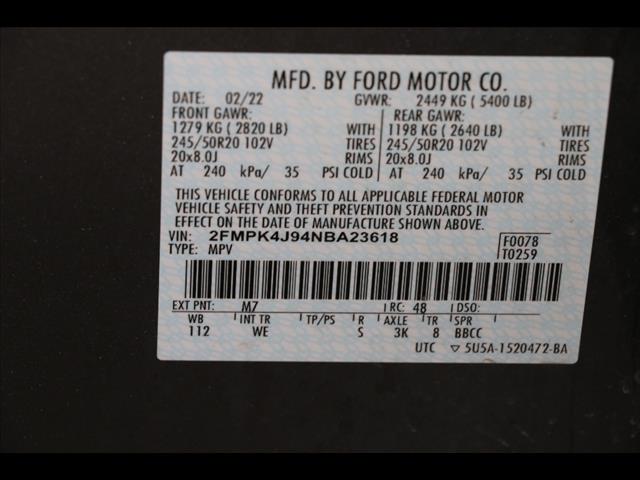 MFD. BY FORD MOTOR CO.
DATE: 02/22 GVWR: 2449 KG ( 5400 LB)
FRONT GAWR: REAR GAWR:
1279 KG ( 2820 LB) WITH 1198 KG ( 2640 LB) WITH
245/50R20 102V TIRES 245/50R20 102V TIRES
20x8.0J RIMS 20x8.0J RIMS
AT 240 kPa/ 35 PSI COLD AT 240 kPa/ 35 PSI COLD
THIS VEHICLE CONFORMS TO ALL APPLICABLE FEDERAL MOTOR
VEHICLE SAFETY AND THEFT PREVENTION STANDARDS IN
EFFECT ON THE DATE OF MANUFACTURE SHOWN ABOVE.
VIN: 2FMPK4J94NBA23618 F0078
TYPE: MPV T0259
EXT PNT: M7 RC: 48 DSO:
WB INT TR TP/PS R AXLE TR SPR
112 WE S 3K 8 BBCC
UTC ▽ 5U5A-1520472-BA